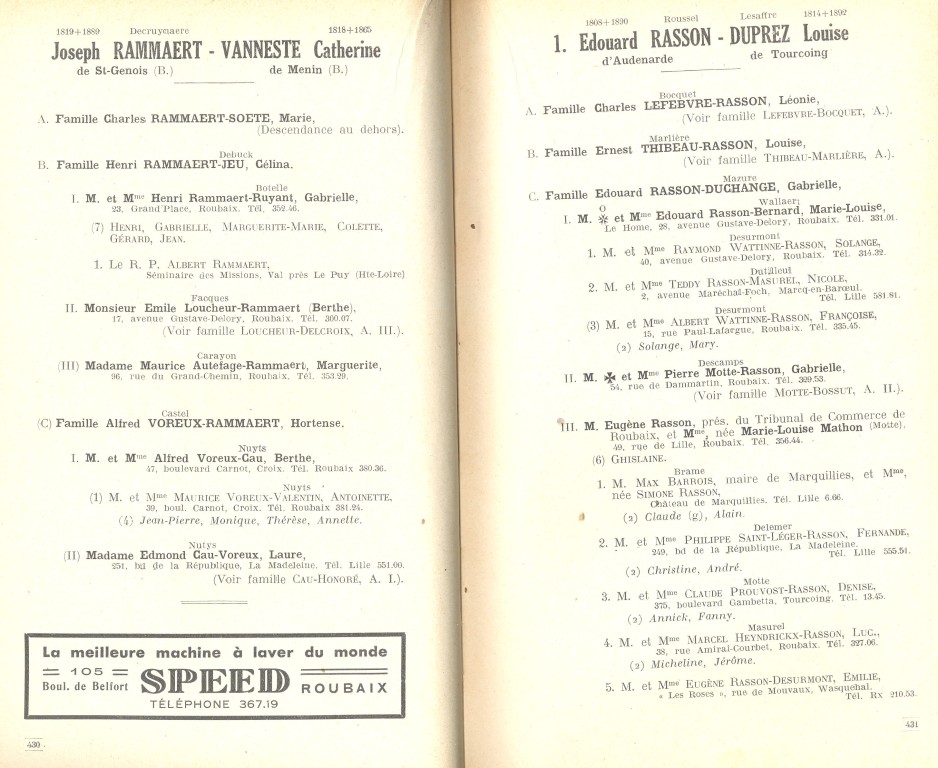 1819+1889 Decruynaere 1818+1865
Joseph RAMMAERT - VANNESTE Catherine
de St-Genois (B.) de Menin (B.)
A. Famille Charles RAMMAERT-SOETE, Marie,
(Descendance au dehors).
Debuck
B. Famille Henri RAMMAERT-JEU, Célina.
Botelle
I. M. et Mme Henri Rammaert-Ruyant, Gabrielle,
23, Grand'Place, Roubaix. Tél. 352.46.
(7) HENRI, GABRIELLE, MARGUERITE-MARIE, COLETTE,
GÉRARD, JEAN.
1. Le R. P. ALBERT RAMMAERT,
Séminaire des Missions, Val près Le Puy (Hte-Loire)
Facques
II. Monsieur Emile Loucheur-Rammaert (Berthe),
17, avenue Gustave-Delory, Roubaix. Tél. 300.07.
(Voir famille LOUCHEUR-DELCROIX, A. III.).
Carayon
(III) Madame Maurice Autefage-Rammaert, Marguerite,
96, rue du Grand-Chemin, Roubaix. Tél. 353.29.
Castel
(C) Famille Alfred VOREUX-RAMMAERT, Hortense.
Nuyts
I. M. et Mme Alfred Voreux-Cau, Berthe,
47, boulevard Carnot, Croix. Tél. Roubaix 380.36.
Nuyts
(1) M. et Mme MAURICE VOREUX-VALENTIN, ANTOINETTE,
39, boul. Carnot, Croix. Tél. Roubaix 381.24.
(4) Jean-Pierre, Monique, Thérèse, Annette.
Nutys
(II) Madame Edmond Cau-Voreux, Laure,
251, bd de la République, La Madeleine. Tél. Lille 551.00.
(Voir famille CAU-HONORÉ, A. I.).
La meilleure machine à laver du monde
105
Boul. de Belfort SPEED ROUBAIX
TÉLÉPHONE 367.19
430
1808+1890 Roussel Lesaffre 1814+1892
1. Edouard RASSON - DUPREZ Louise
d'Audenarde de Tourcoing
Bocquet
A. Famille Charles LEFEBVRE-RASSON, Léonie,
(Voir famille LEFEBVRE-BOCQUET, A.).
Marlière
B. Famille Ernest THIBEAU-RASSON, Louise,
(Voir famille THIBEAU-MARLIÈRE, A.).
Mazure
C. Famille Edouard RASSON-DUCHANGE, Gabrielle,
Wallaert
I. M. et Mme Edouard Rasson-Bernard, Marie-Louise,
Le Home, 28, avenue Gustave-Delory, Roubaix. Tél. 331.01.
Desurmont
1. M. et Mme RAYMOND WATTINNE-RASSON, SOLANGE,
40, avenue Gustave-Delory, Roubaix. Tél. 314.32.
Dutilleul
2. M. et Mme TEDDY RASSON-MASUREL, NICOLE,
2, avenue Maréchal-Foch, Marcq-en-Barœul.
Tél. Lille 581.81.
Desurmont
(3) M. et Mme ALBERT WATTINNE-RASSON, FRANÇOISE,
15, rue Paul-Lafargue, Roubaix. Tél. 335.45.
(2) Solange, Mary.
Descamps
II. M. ✠ et Mme Pierre Motte-Rasson, Gabrielle,
54, rue de Dammartin, Roubaix. Tél. 329.53.
(Voir famille MOTTE-BOSSUT, A. II.).
III. M. Eugène Rasson, prés. du Tribunal de Commerce de
Roubaix, et Mme, née Marie-Louise Mathon (Motte).
49, rue de Lille, Roubaix. Tél. 356.44.
(6) GHISLAINE.
Brame
1. M. MAX BARROIS, maire de Marquillies, et Mme,
née SIMONE RASSON,
Château de Marquillies. Tél. Lille 6.66.
(2) Claude (g), Alain.
Delemer
2. M. et Mme PHILIPPE SAINT-LÉGER-RASSON, FERNANDE,
249, bd de la République, La Madeleine.
Tél. Lille 555.51.
(2) Christine, André.
Motte
3. M. et Mme CLAUDE PROUVOST-RASSON, DENISE,
375, boulevard Gambetta, Tourcoing. Tél. 13.45.
(2) Annick, Fanny.
Masurel
4. M. et Mme MARCEL HEYNDRICKX-RASSON, LUC.,
38, rue Amiral-Courbet, Roubaix. Tél. 327.06.
(2) Micheline, Jérôme.
5. M. et Mme EUGÈNE RASSON-DESURMONT, EMILIE,
« Les Roses », rue de Mouvaux, Wasquehal.
Tél. Rx 210.53.
431